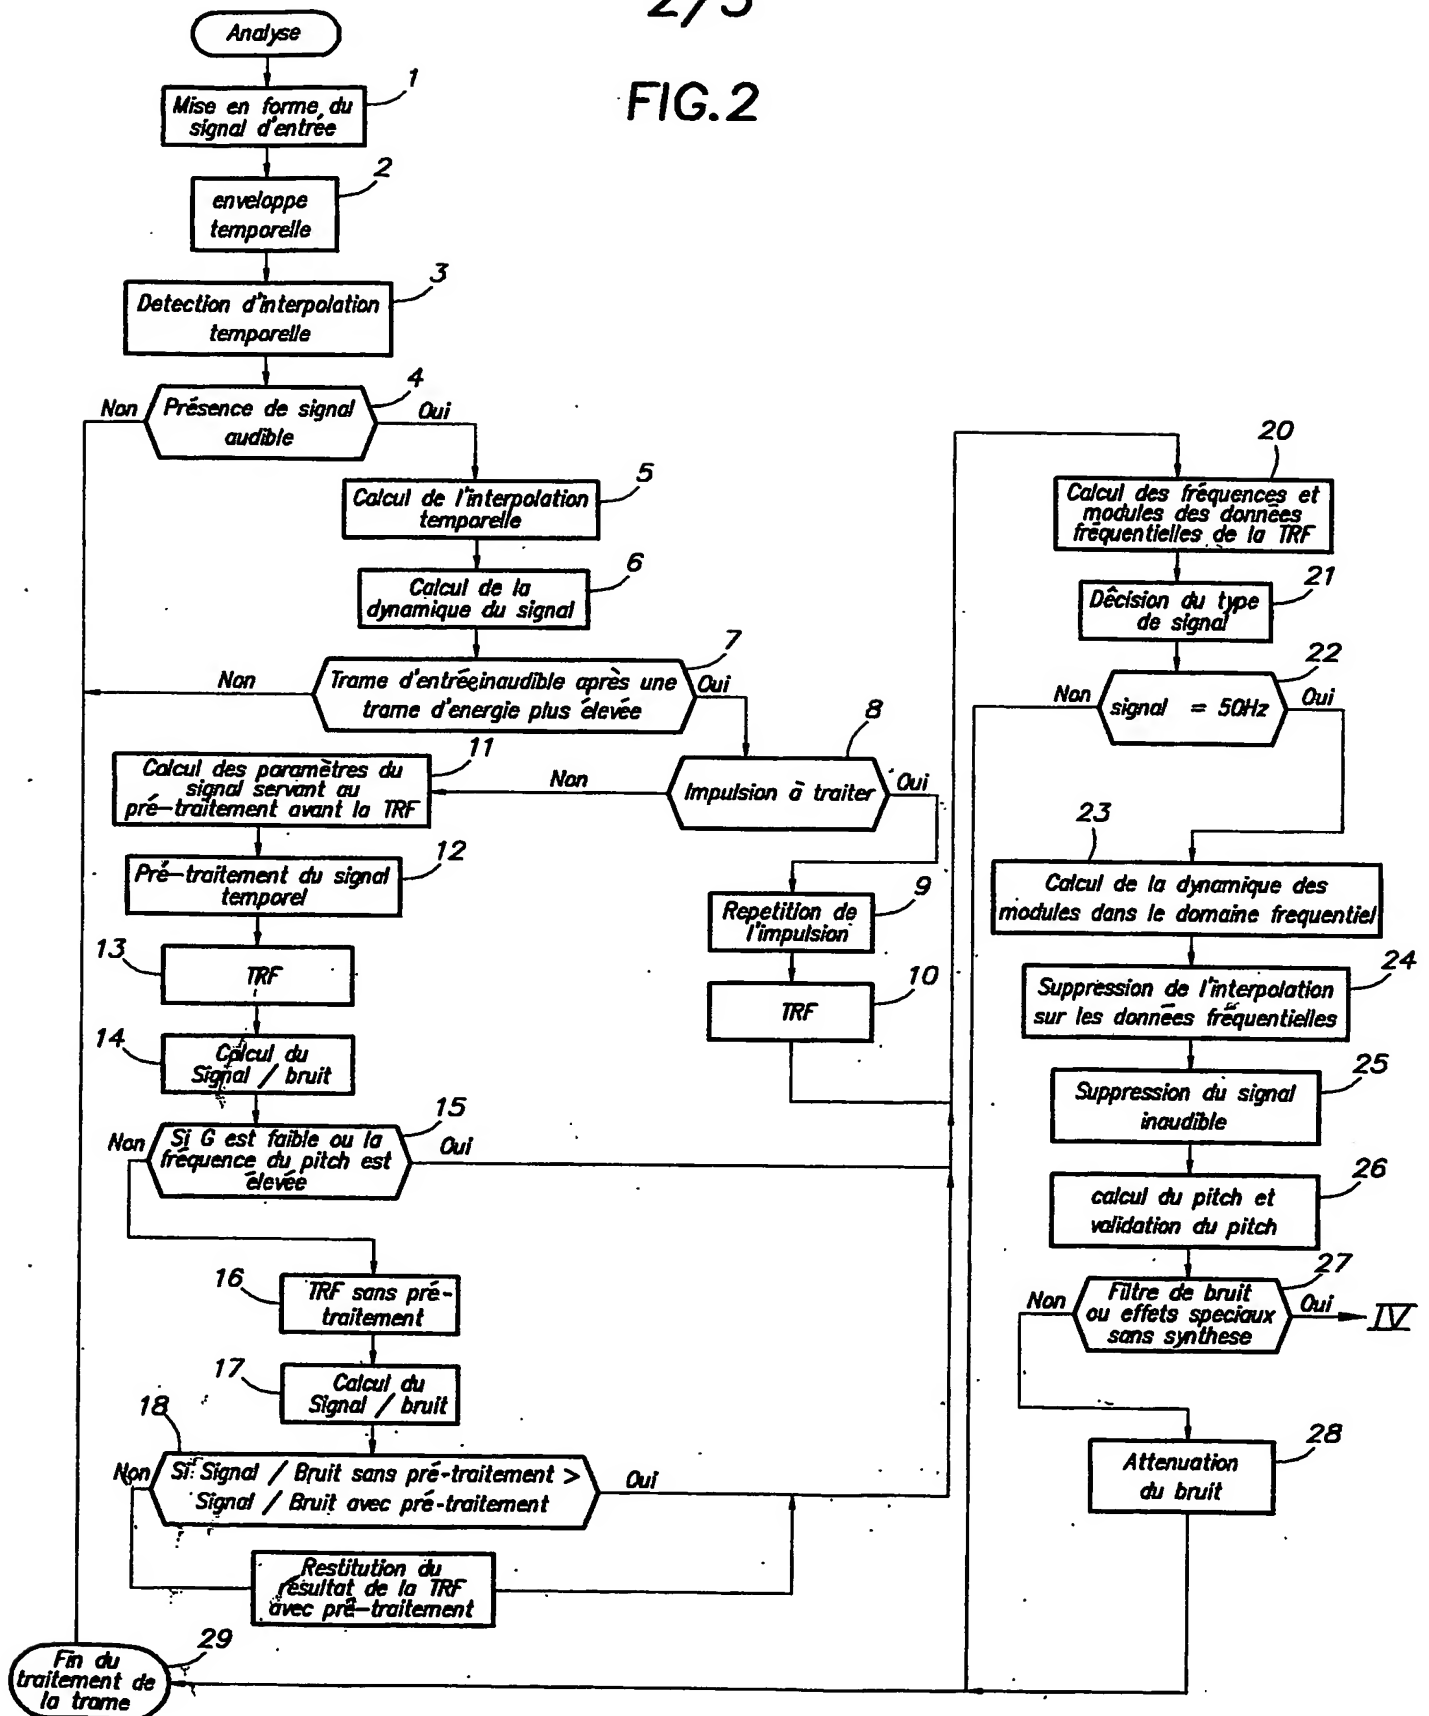 2/5
FIG.2
Analyse
1
Mise en forme du
signal d'entrée
2
enveloppe
temporelle
3
Detection d'interpolation
temporelle
4
Présence de signal
audible
Non
Oui
5
Calcul de l'interpolation
temporelle
6
Calcul de la
dynamique du signal
7
Trame d'entrée inaudible après une
trame d'energie plus élevée
Non
Oui
8
Impulsion à traiter
Non
Oui
9
Repetition de
l'impulsion
10
TRF
11
Calcul des paramètres du
signal servant au
pré-traitement avant la TRF
12
Pré-traitement du signal
temporel
13
TRF
14
Calcul du
Signal / bruit
15
Si G est faible ou la
fréquence du pitch est
élevée
Non
Oui
16
TRF sans pré-
traitement
17
Calcul du
Signal / bruit
18
Si Signal / Bruit sans pré-traitement >
Signal / Bruit avec pré-traitement
Non
Oui
Restitution du
résultat de la TRF
avec pré-traitement
20
Calcul des fréquences et
modules des données
fréquentielles de la TRF
21
Décision du type
de signal
22
signal = 50Hz
Non
Oui
23
Calcul de la dynamique des
modules dans le domaine frequentiel
24
Suppression de l'interpolation
sur les données fréquentielles
25
Suppression du signal
inaudible
26
calcul du pitch et
validation du pitch
27
Filtre de bruit
ou effets speciaux
sans synthese
Non
Oui
IV
28
Attenuation
du bruit
29
Fin du
traitement de
la trame